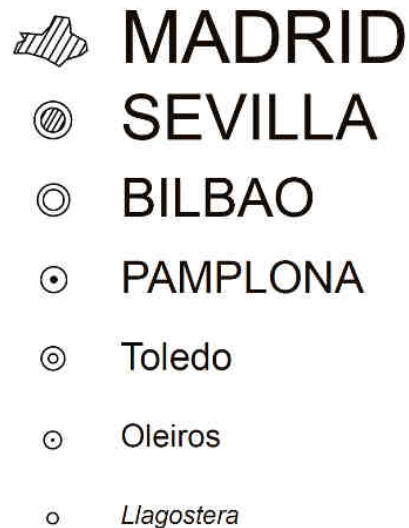 MADRID
SEVILLA
BILBAO
PAMPLONA
Toledo
Oleiros
Llagostera